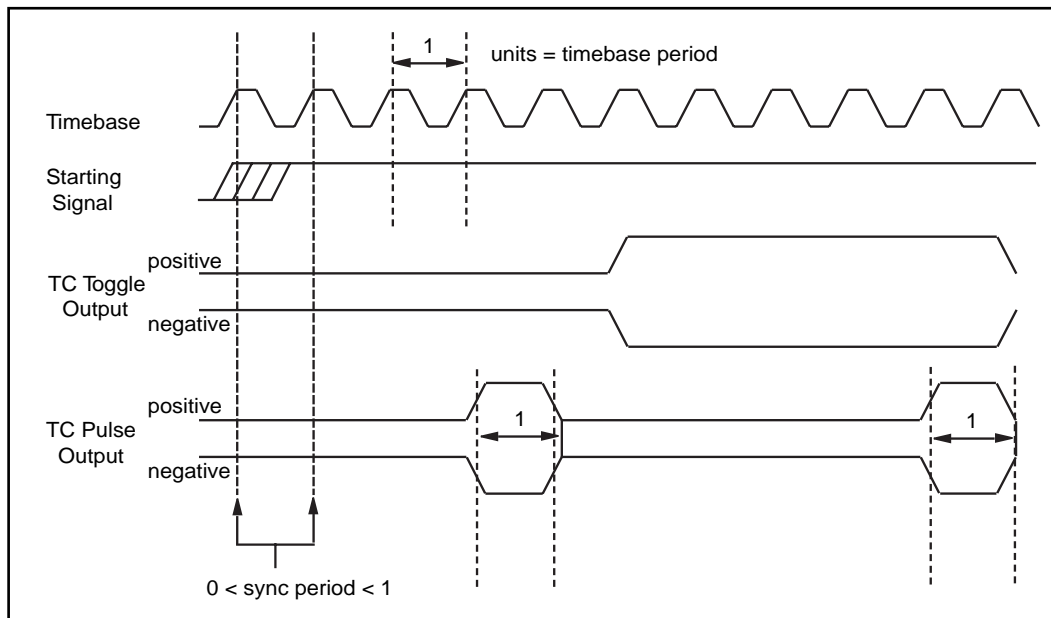 1
units = timebase period
Timebase
Starting
Signal
positive
TC Toggle
Output
negative
positive
1
1
TC Pulse
Output
negative
0 < sync period < 1